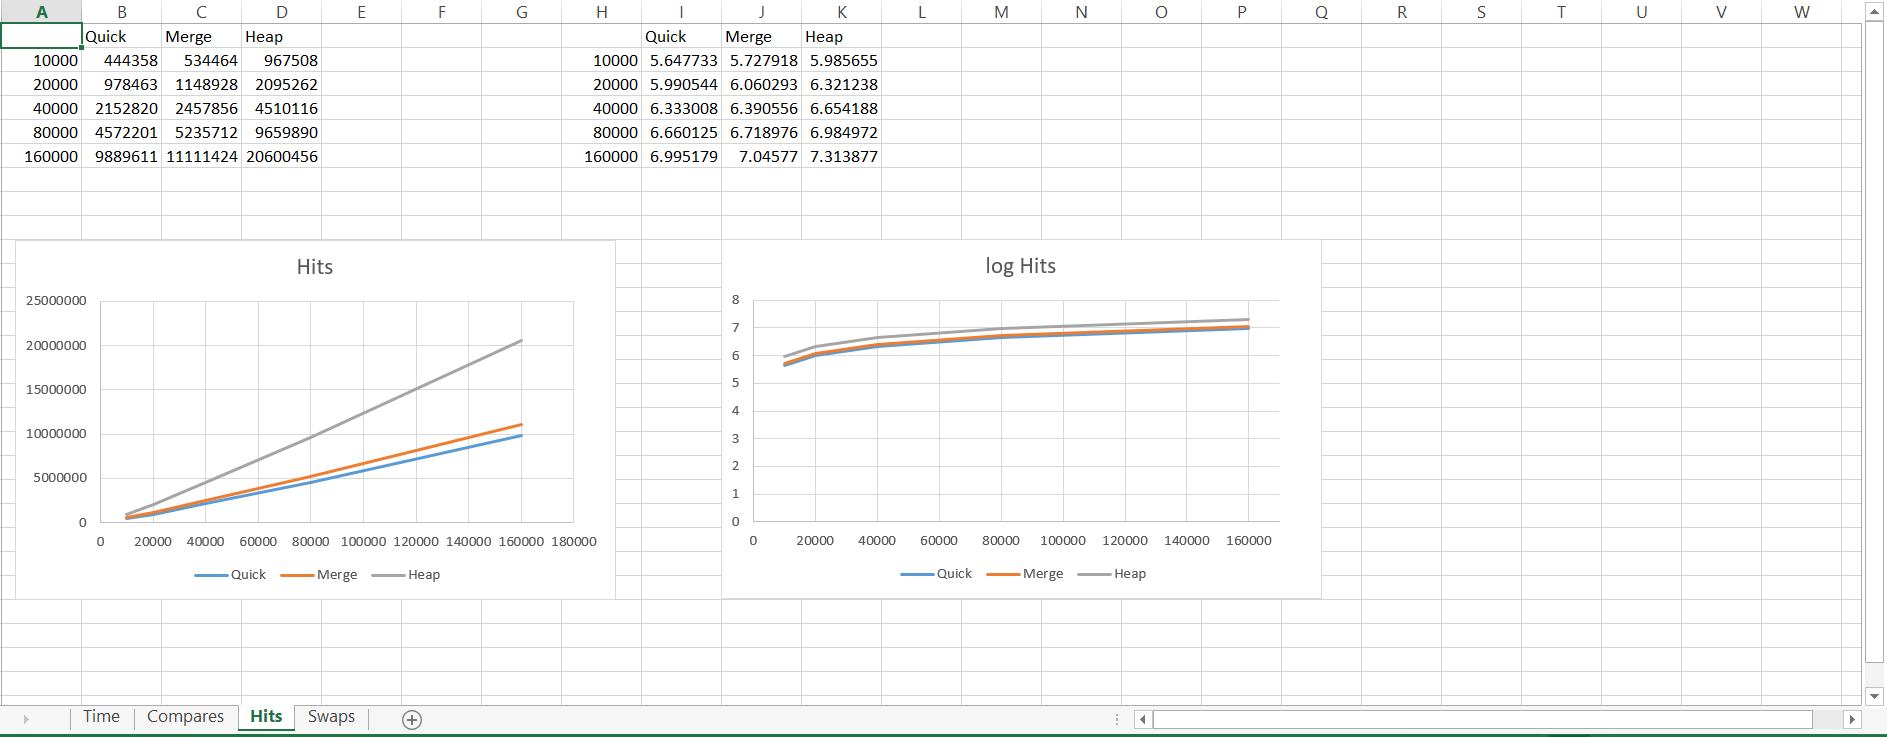 A B C D E F G H I J K L M N O P Q R S T U V W
Quick Merge Heap Quick Merge Heap
10000 444358 534464 967508 10000 5.647733 5.727918 5.985655
20000 978463 1148928 2095262 20000 5.990544 6.060293 6.321238
40000 2152820 2457856 4510116 40000 6.333008 6.390556 6.654188
80000 4572201 5235712 9659890 80000 6.660125 6.718976 6.984972
160000 9889611 11111424 20600456 160000 6.995179 7.04577 7.313877
Hits
25000000
20000000
15000000
10000000
5000000
0
0 20000 40000 60000 80000 100000 120000 140000 160000 180000
Quick Merge Heap
log Hits
8
7
6
5
4
3
2
1
0
0 20000 40000 60000 80000 100000 120000 140000 160000
Quick Merge Heap
Time Compares Hits Swaps